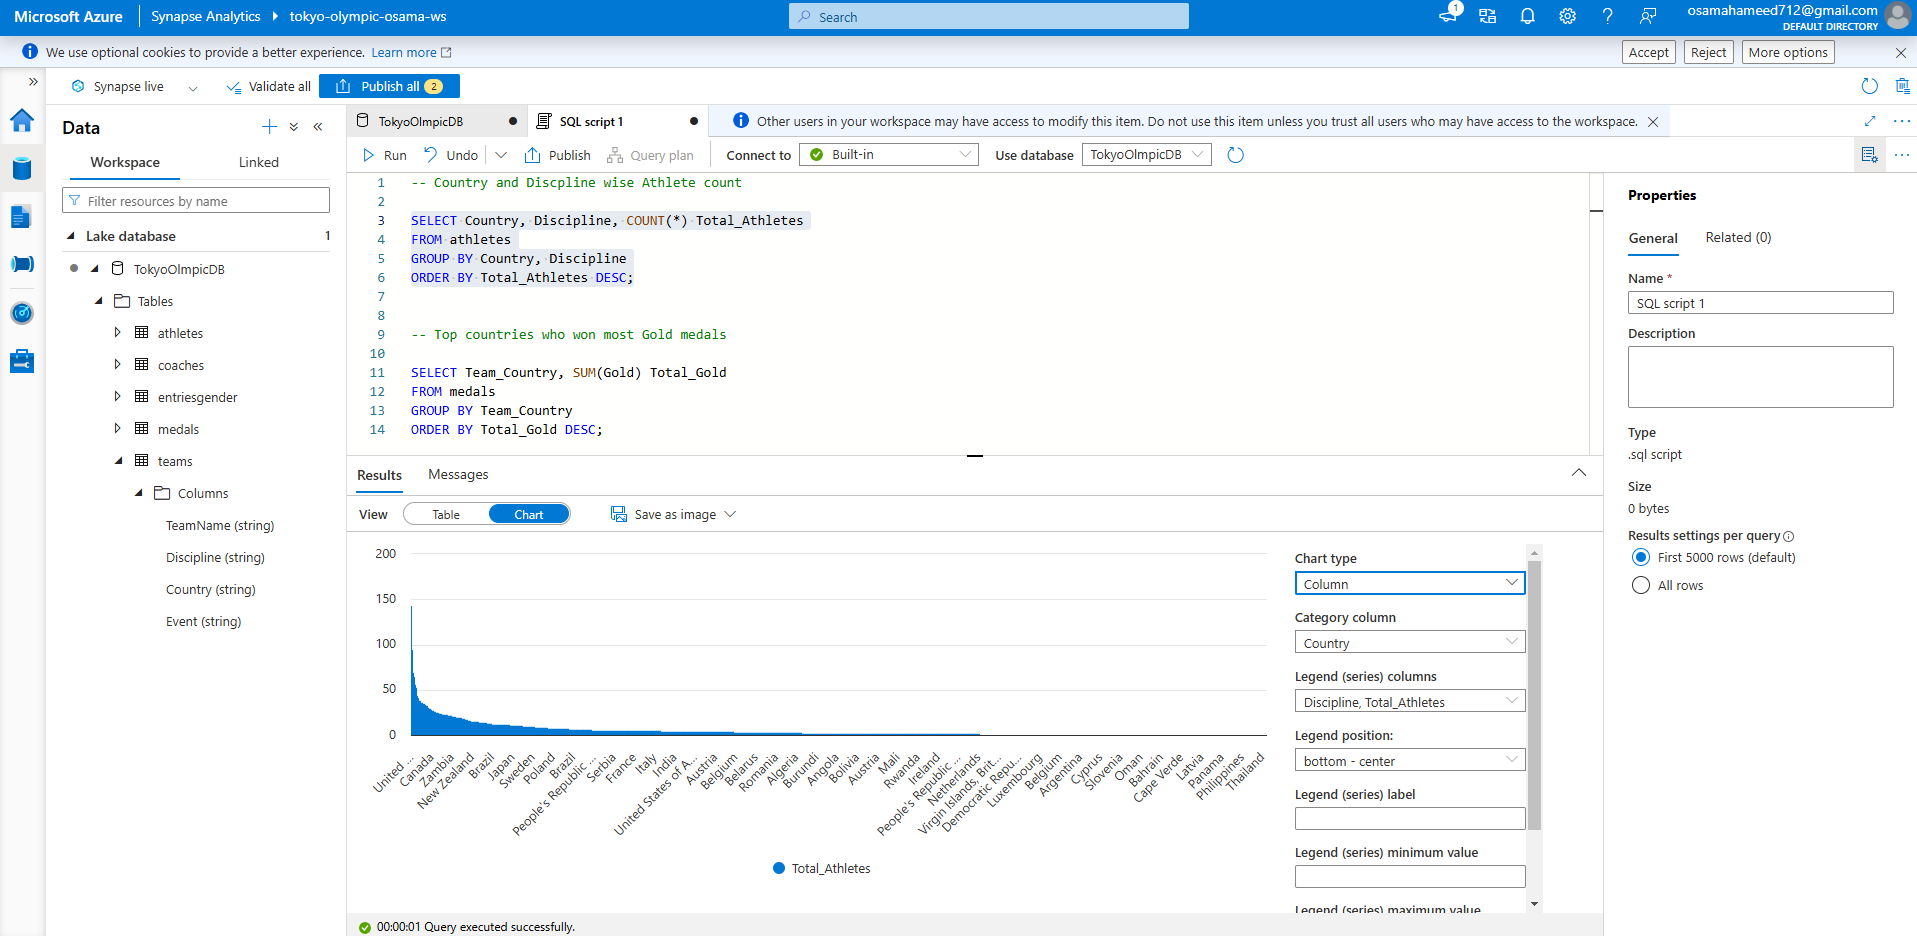 Microsoft Azure
Synapse Analytics
tokyo-olympic-osama-ws
Search
1
osamahameed712@gmail.com
DEFAULT DIRECTORY
We use optional cookies to provide a better experience. Learn more
Accept
Reject
More options
Synapse live
Validate all
Publish all 2
Data
Workspace
Linked
Filter resources by name
Lake database 1
TokyoOlmpicDB
Tables
athletes
coaches
entriesgender
medals
teams
Columns
TeamName (string)
Discipline (string)
Country (string)
Event (string)
TokyoOlmpicDB
SQL script 1
Other users in your workspace may have access to modify this item. Do not use this item unless you trust all users who may have access to the workspace.
Run
Undo
Publish
Query plan
Connect to
Built-in
Use database
TokyoOlmpicDB
1 -- Country and Discpline wise Athlete count
2
3 SELECT Country, Discipline, COUNT(*) Total_Athletes
4 FROM athletes
5 GROUP BY Country, Discipline
6 ORDER BY Total_Athletes DESC;
7
8
9 -- Top countries who won most Gold medals
10
11 SELECT Team_Country, SUM(Gold) Total_Gold
12 FROM medals
13 GROUP BY Team_Country
14 ORDER BY Total_Gold DESC;
Results
Messages
View
Table
Chart
Save as image
200
150
100
50
0
United ...
Canada
Zambia
New Zealand
Brazil
Japan
Sweden
Poland
Brazil
People's Republic ...
Serbia
France
Italy
India
United States of A...
Austria
Belgium
Belarus
Romania
Algeria
Burundi
Angola
Bolivia
Austria
Mali
Rwanda
Ireland
People's Republic ...
Netherlands
Virgin Islands, Brit...
Democratic Repu...
Luxembourg
Belgium
Argentina
Cyprus
Slovenia
Oman
Bahrain
Cape Verde
Latvia
Panama
Philippines
Thailand
Total_Athletes
Chart type
Column
Category column
Country
Legend (series) columns
Discipline, Total_Athletes
Legend position:
bottom - center
Legend (series) label
Legend (series) minimum value
Legend (series) maximum value
00:00:01 Query executed successfully.
Properties
General
Related (0)
Name *
SQL script 1
Description
Type
.sql script
Size
0 bytes
Results settings per query
First 5000 rows (default)
All rows